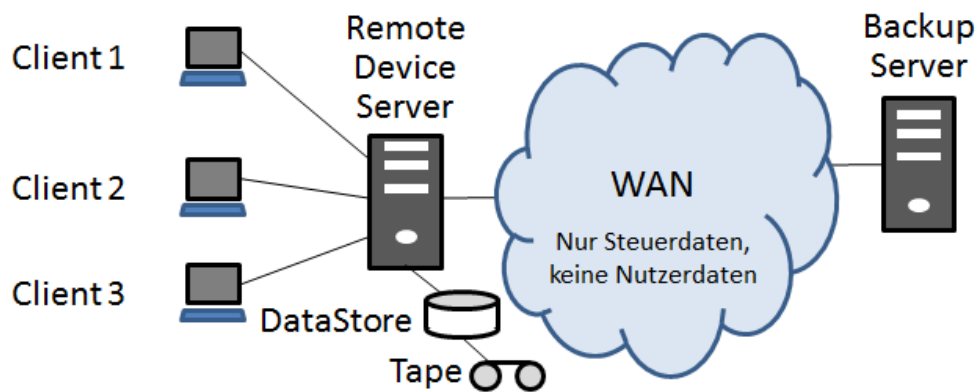 Client 1
Client 2
Client 3
Remote
Device
Server
DataStore
Tape
WAN
Nur Steuerdaten,
keine Nutzerdaten
Backup
Server